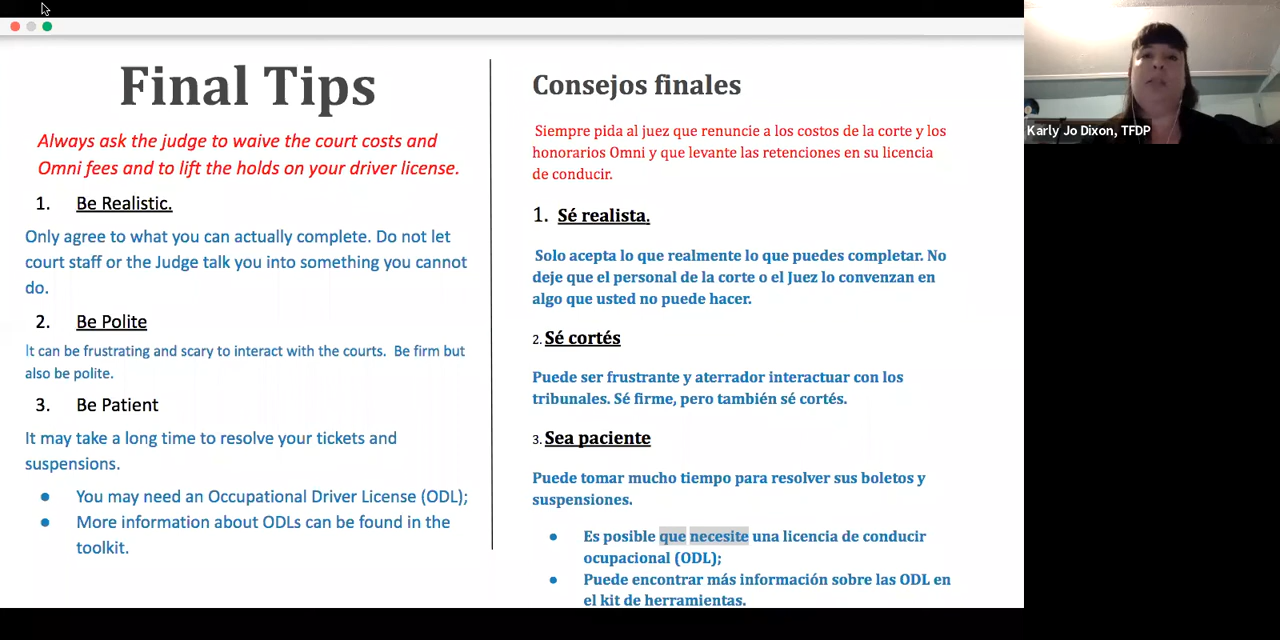 Final Tips
Always ask the judge to waive the court costs and
Omni fees and to lift the holds on your driver license.
1. Be Realistic.
Only agree to what you can actually complete. Do not let
court staff or the Judge talk you into something you cannot
do.
2. Be Polite
It can be frustrating and scary to interact with the courts. Be firm but
also be polite.
3. Be Patient
It may take a long time to resolve your tickets and
suspensions.
● You may need an Occupational Driver License (ODL);
● More information about ODLs can be found in the
toolkit.
Consejos finales
Siempre pida al juez que renuncie a los costos de la corte y los
honorarios Omni y que levante las retenciones en su licencia
de conducir.
1. Sé realista.
Solo acepta lo que realmente lo que puedes completar. No
deje que el personal de la corte o el Juez lo convenzan en
algo que usted no puede hacer.
2. Sé cortés
Puede ser frustrante y aterrador interactuar con los
tribunales. Sé firme, pero también sé cortés.
3. Sea paciente
Puede tomar mucho tiempo para resolver sus boletos y
suspensiones.
● Es posible que necesite una licencia de conducir
ocupacional (ODL);
● Puede encontrar más información sobre las ODL en
el kit de herramientas.
Karly Jo Dixon, TFDP